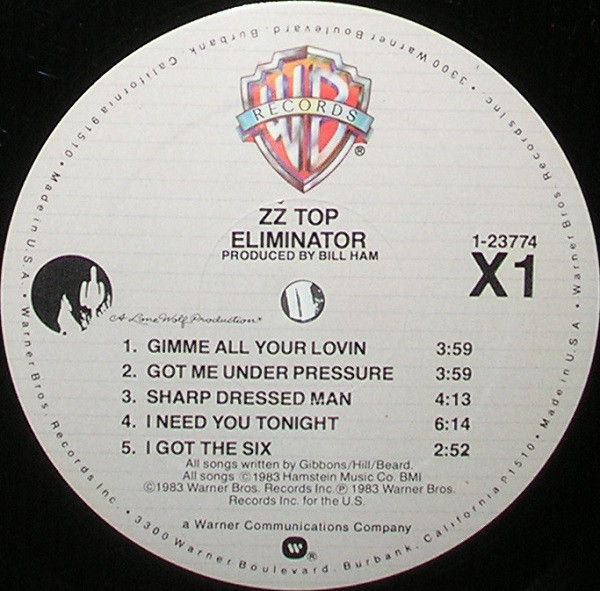 WB
RECORDS
®
ZZ TOP
ELIMINATOR
PRODUCED BY BILL HAM
1-23774
X1
A Lone Wolf Production
1. GIMME ALL YOUR LOVIN 3:59
2. GOT ME UNDER PRESSURE 3:59
3. SHARP DRESSED MAN 4:13
4. I NEED YOU TONIGHT 6:14
5. I GOT THE SIX 2:52
All songs written by Gibbons/Hill/Beard.
All songs ©1983 Hamstein Music Co. BMI
©1983 Warner Bros. Records Inc. ℗ 1983 Warner Bros.
Records Inc. for the U.S.
a Warner Communications Company
®
Warner Bros. Records Inc. • 3300 Warner Boulevard, Burbank, California 91510 • Made in U.S.A. • Warner Bros. Records Inc. • 3300 Warner Boulevard, Burbank, California 91510 • Made in U.S.A. •